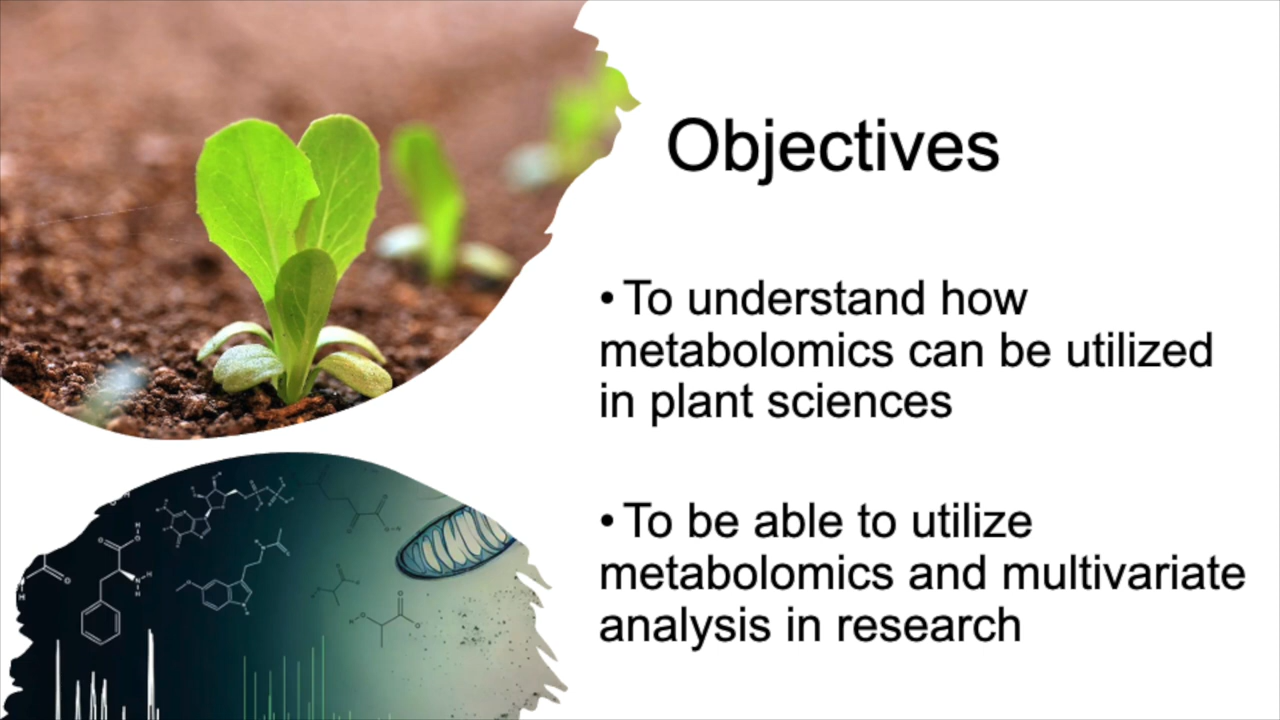 Objectives
• To understand how
metabolomics can be utilized
in plant sciences
• To be able to utilize
metabolomics and multivariate
analysis in research